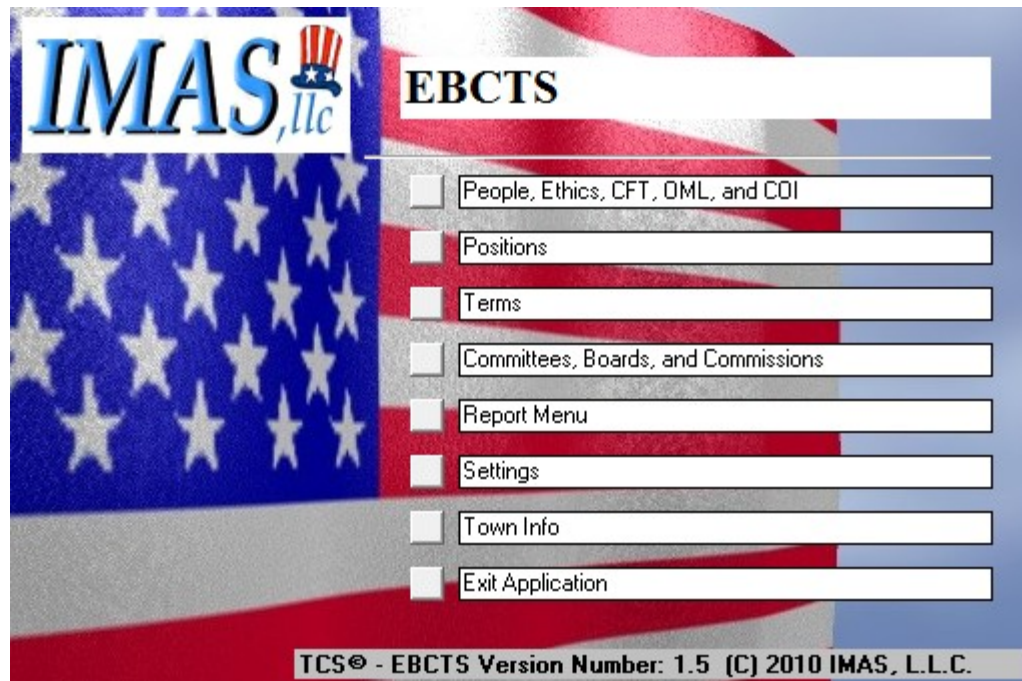 IMAS,llc
EBCTS
People, Ethics, CFT, OML, and COI
Positions
Terms
Committees, Boards, and Commissions
Report Menu
Settings
Town Info
Exit Application
TCS© - EBCTS Version Number: 1.5 (C) 2010 IMAS, L.L.C.